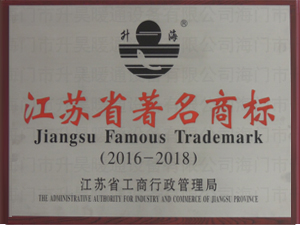 升 海
江苏省著名商标
Jiangsu Famous Trademark
(2016-2018)
江苏省工商行政管理局
THE ADMINISTRATIVE AUTHORITY FOR INDUSTRY AND COMMERCE OF JIANGSU PROVINCE